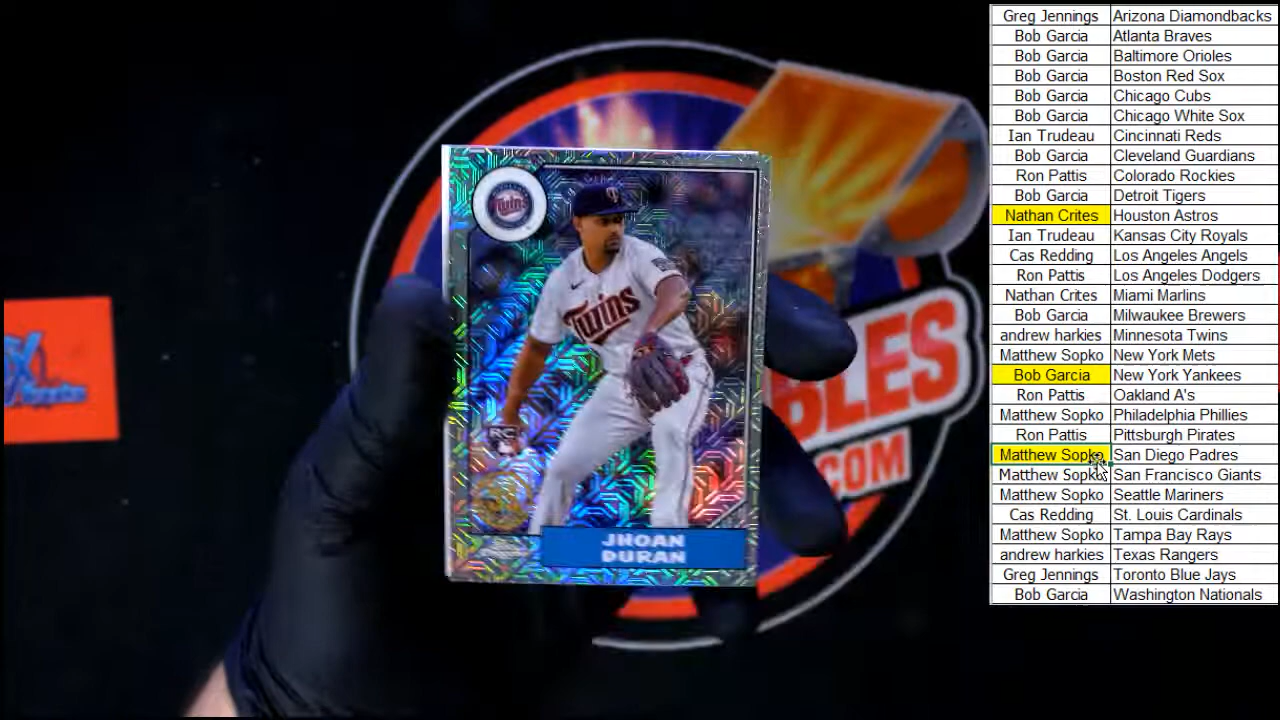 Twins
Twins
RC
JHOAN
DURAN
BLES
.COM
Greg Jennings Arizona Diamondbacks
Bob Garcia Atlanta Braves
Bob Garcia Baltimore Orioles
Bob Garcia Boston Red Sox
Bob Garcia Chicago Cubs
Bob Garcia Chicago White Sox
Ian Trudeau Cincinnati Reds
Bob Garcia Cleveland Guardians
Ron Pattis Colorado Rockies
Bob Garcia Detroit Tigers
Nathan Crites Houston Astros
Ian Trudeau Kansas City Royals
Cas Redding Los Angeles Angels
Ron Pattis Los Angeles Dodgers
Nathan Crites Miami Marlins
Bob Garcia Milwaukee Brewers
andrew harkies Minnesota Twins
Matthew Sopko New York Mets
Bob Garcia New York Yankees
Ron Pattis Oakland A's
Matthew Sopko Philadelphia Phillies
Ron Pattis Pittsburgh Pirates
Matthew Sopko San Diego Padres
Matthew Sopko San Francisco Giants
Matthew Sopko Seattle Mariners
Cas Redding St. Louis Cardinals
Matthew Sopko Tampa Bay Rays
andrew harkies Texas Rangers
Greg Jennings Toronto Blue Jays
Bob Garcia Washington Nationals